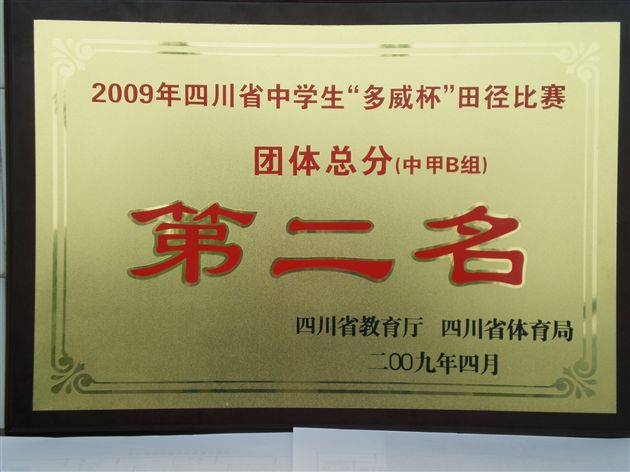 2009年四川省中学生“多威杯”田径比赛
团体总分(中甲B组)
第二名
四川省教育厅 四川省体育局
二00九年四月